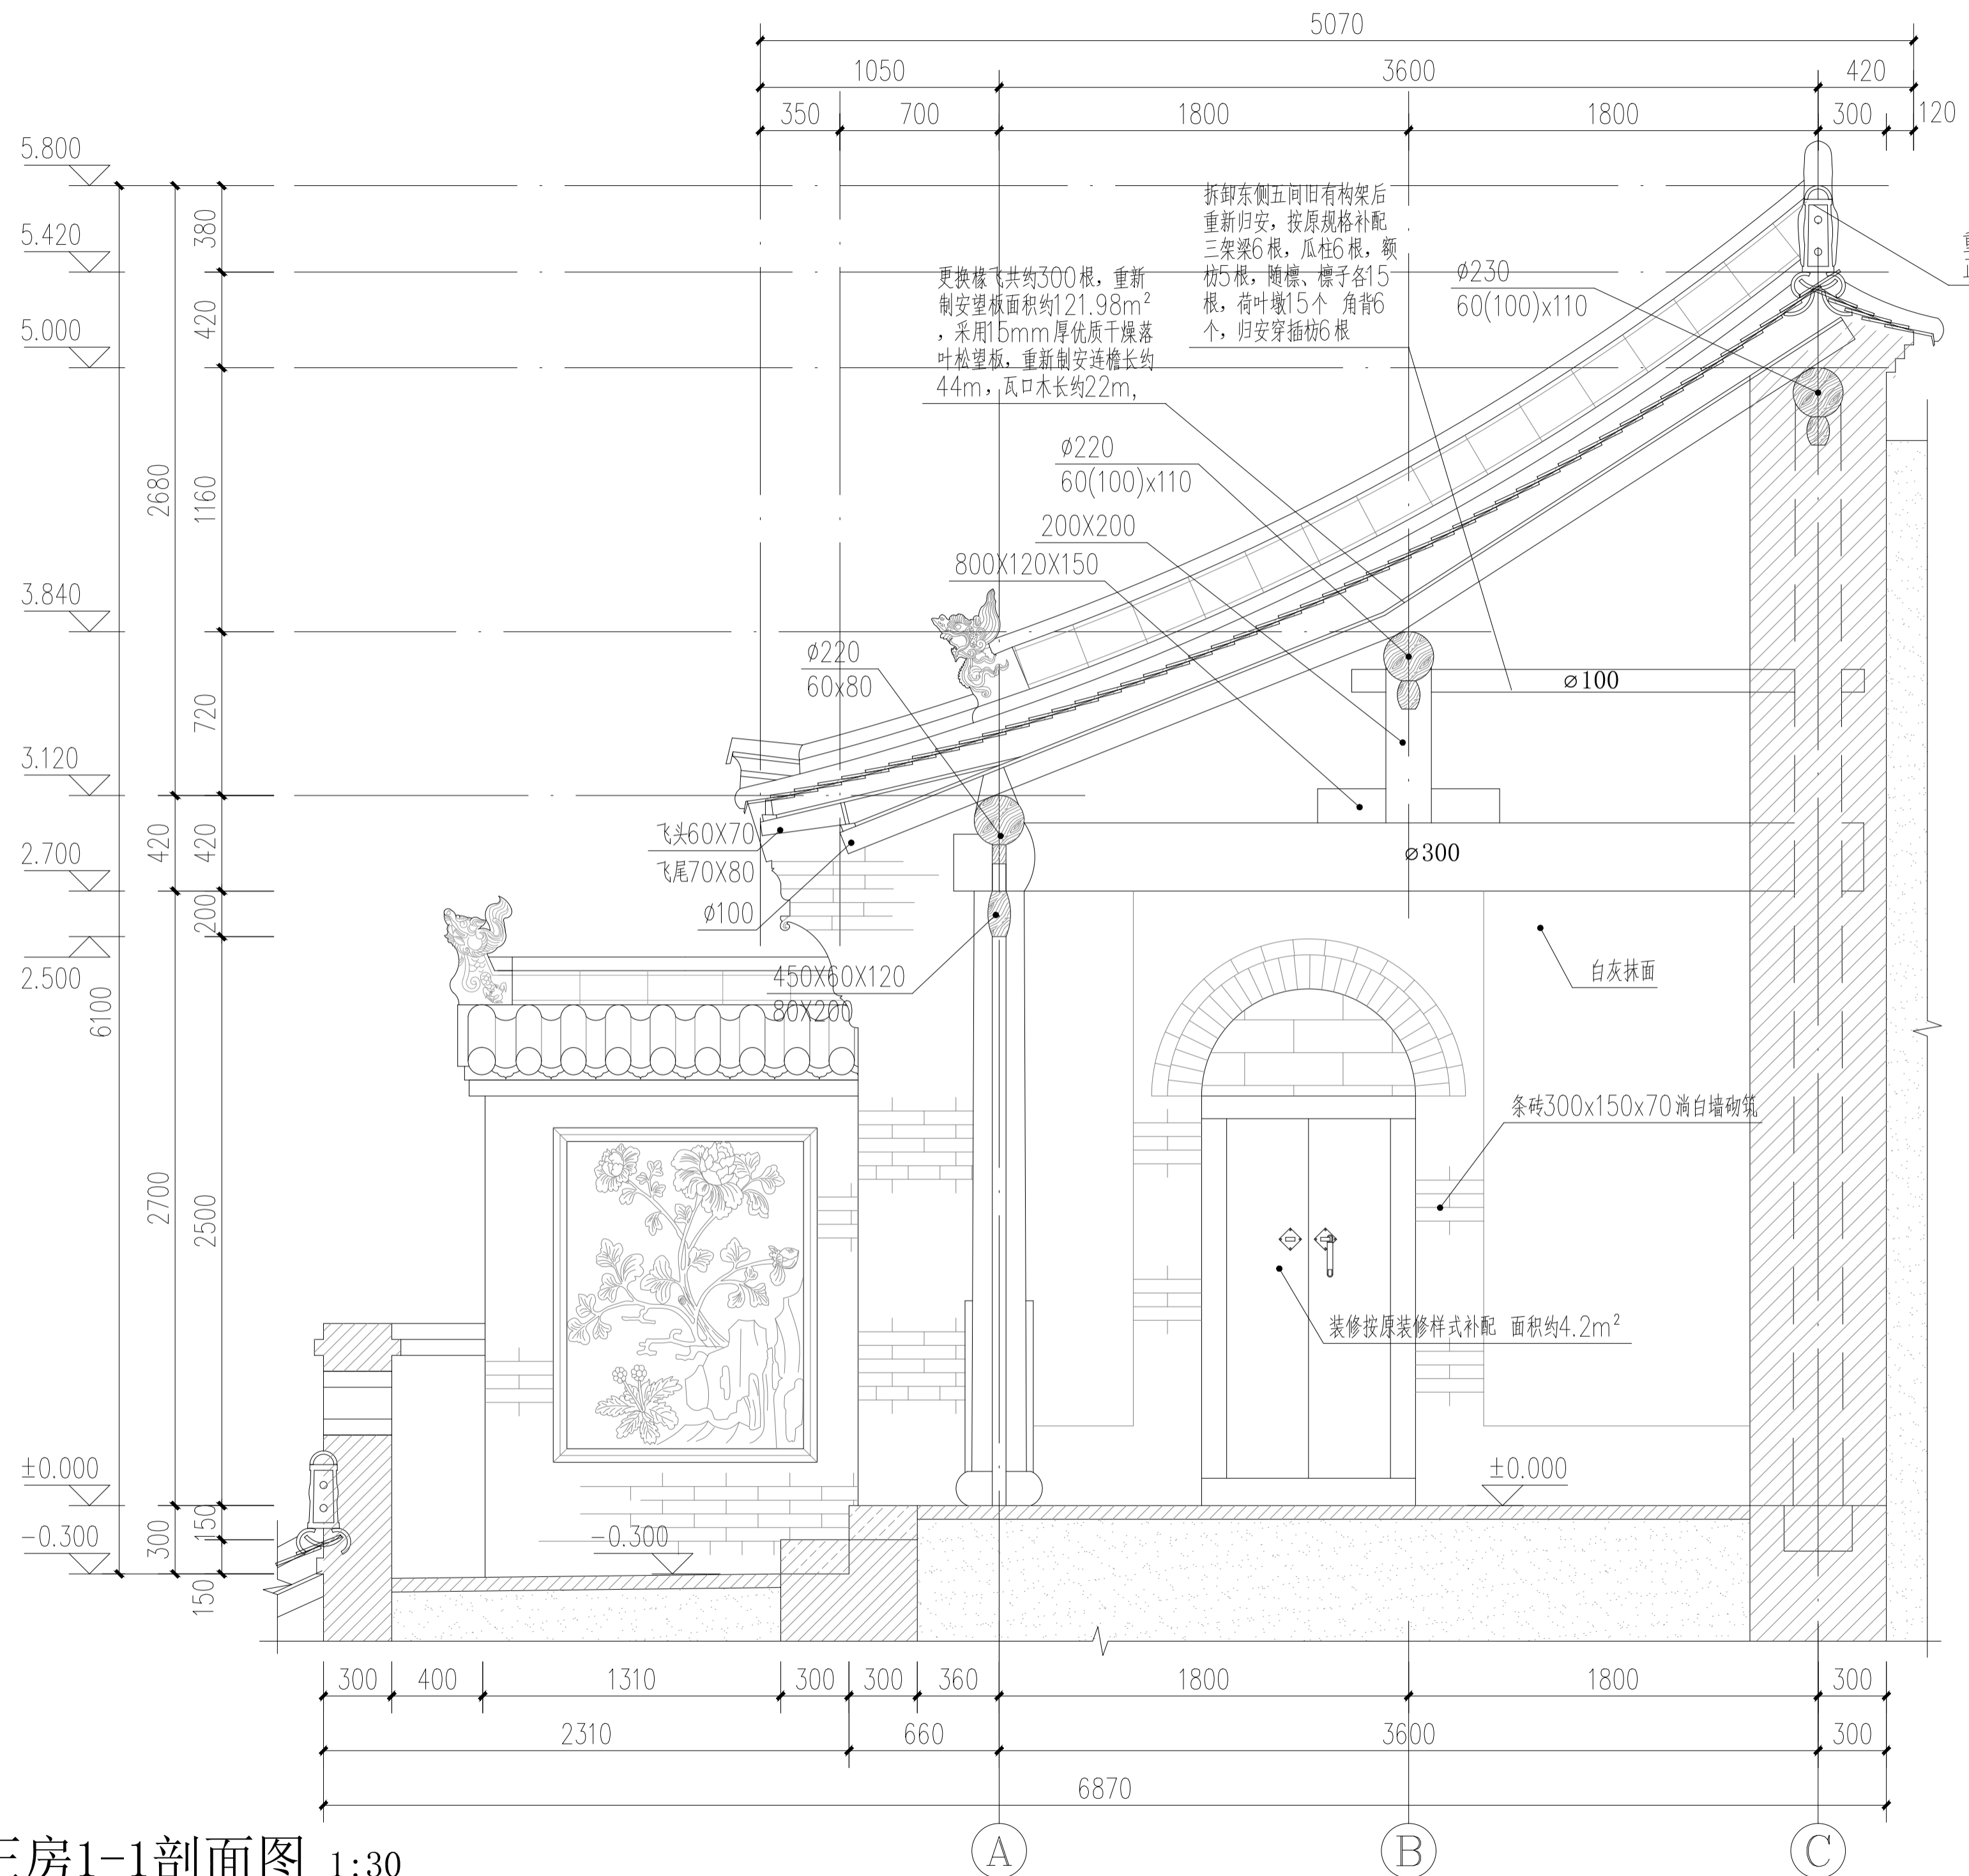 5070
1050
3600
420
350
700
1800
1800
300
120
5.800
5.420
5.000
3.840
3.120
2.700
2.500
±0.000
-0.300
380
420
1160
720
420
200
2500
150
150
2680
420
2700
300
6100
拆卸东侧五间旧有构架后
重新归安，按原规格补配
三架梁6根，瓜柱6根，额
枋5根，随檩、檩子各15
根，荷叶墩15个 角背6
个，归安穿插枋6根
更换椽飞共约300根，重新
制安望板面积约121.98m²
，采用15mm厚优质干燥落
叶松望板，重新制安连檐长约
44m，瓦口木长约22m,
ø230
60(100)x110
ø220
60(100)x110
200X200
800X120X150
ø220
60x80
ø100
ø300
飞头60X70
飞尾70X80
ø100
450X60X120
80X200
白灰抹面
条砖300x150x70淌白墙砌筑
装修按原装修样式补配 面积约4.2m²
±0.000
-0.300
300
400
1310
300
300
360
1800
1800
300
2310
660
3600
300
6870
A
B
C
房1-1剖面图 1:30